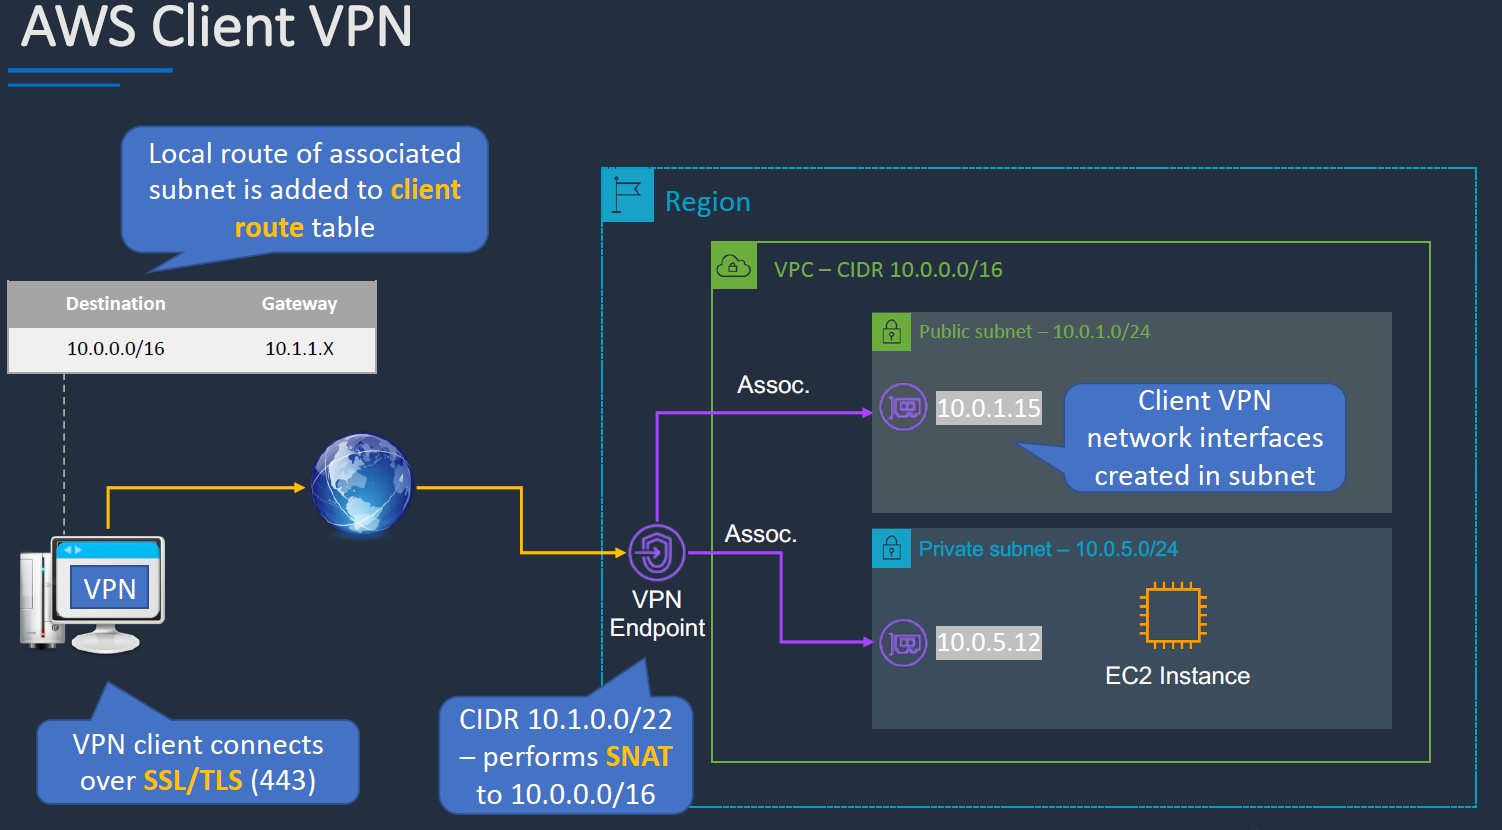 AWS Client VPN
Local route of associated
subnet is added to client
route table
Destination Gateway
10.0.0.0/16 10.1.1.X
Region
VPC – CIDR 10.0.0.0/16
Public subnet – 10.0.1.0/24
Assoc.
10.0.1.15
Client VPN
network interfaces
created in subnet
Assoc.
Private subnet – 10.0.5.0/24
VPN
VPN
Endpoint
10.0.5.12
EC2 Instance
VPN client connects
over SSL/TLS (443)
CIDR 10.1.0.0/22
– performs SNAT
to 10.0.0.0/16